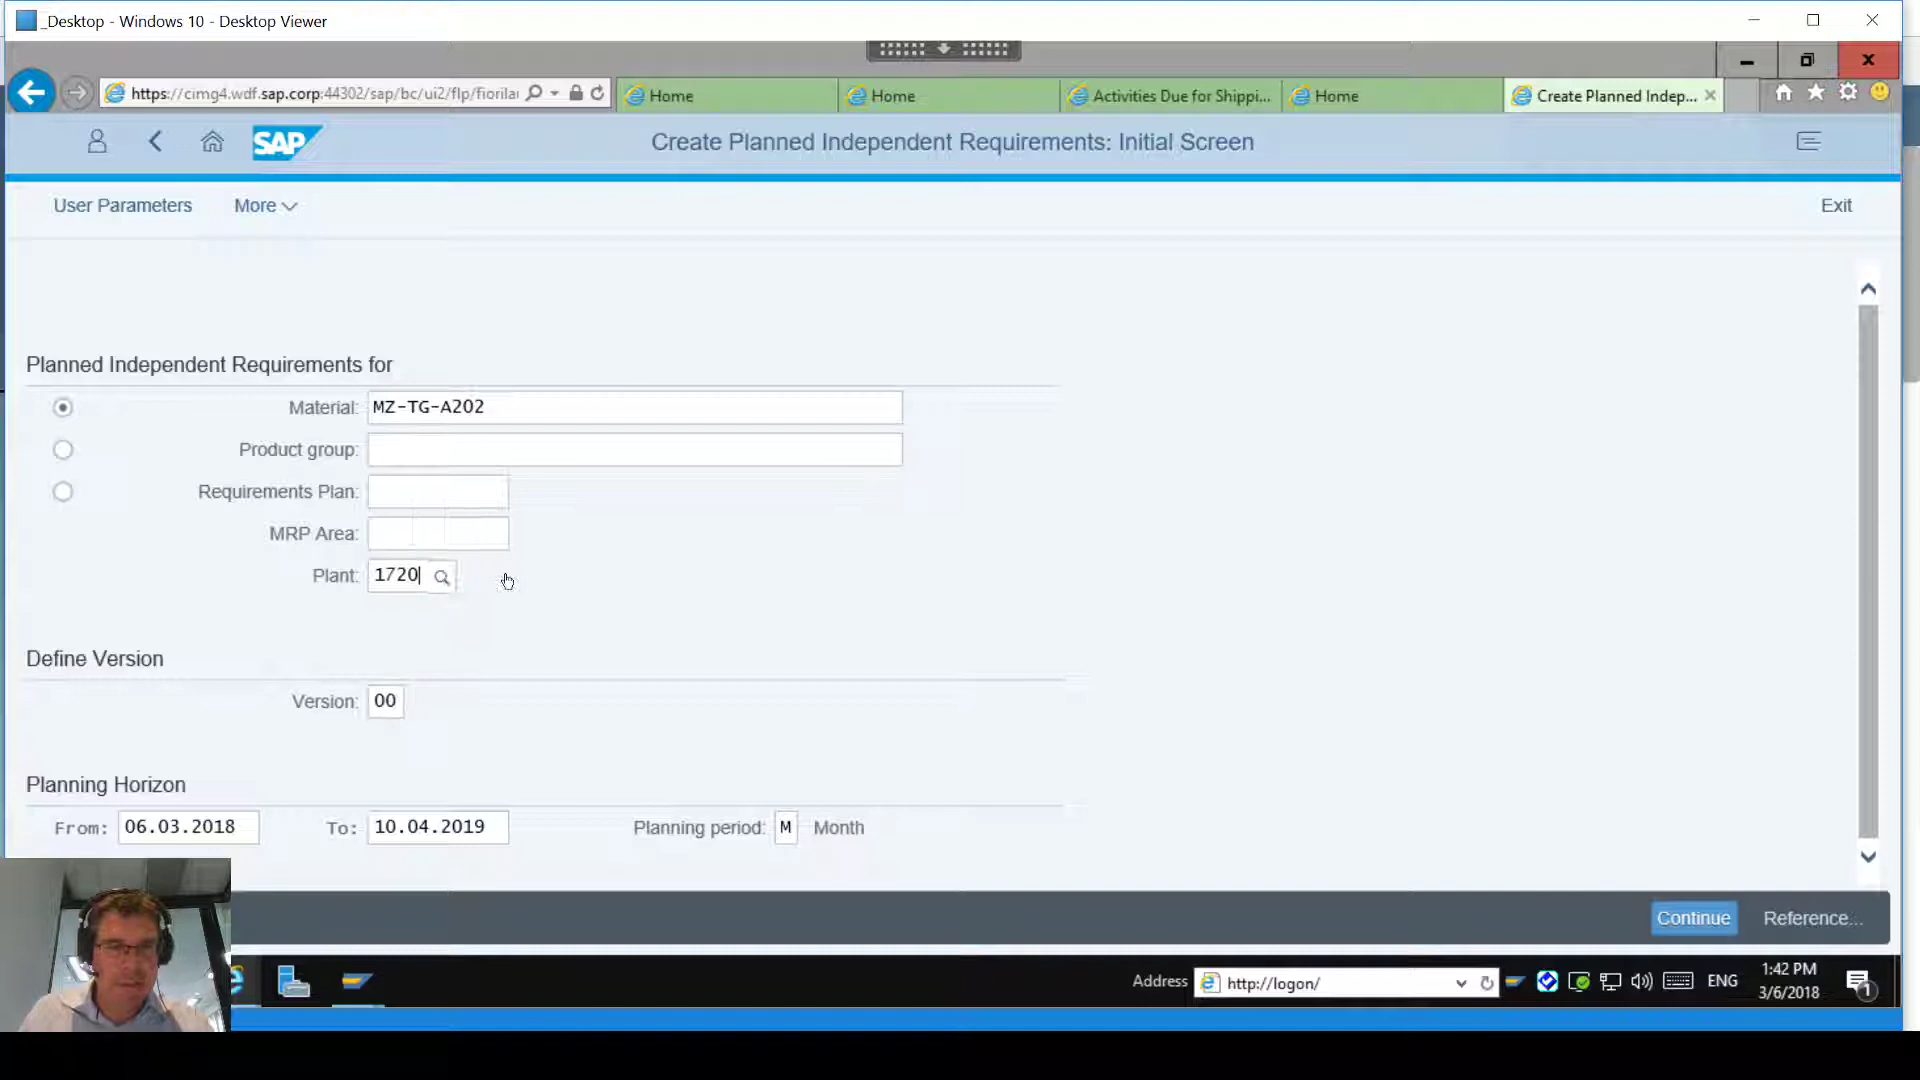 _Desktop - Windows 10 - Desktop Viewer
https://cimg4.wdf.sap.corp:44302/sap/bc/ui2/flp/fiorila
Home
Home
Activities Due for Shippi...
Home
Create Planned Indep...
SAP
Create Planned Independent Requirements: Initial Screen
User Parameters
More
Exit
Planned Independent Requirements for
Material: MZ-TG-A202
Product group:
Requirements Plan:
MRP Area:
Plant: 1720
Define Version
Version: 00
Planning Horizon
From: 06.03.2018 To: 10.04.2019 Planning period: M Month
Continue Reference...
Address http://logon/
ENG
1:42 PM
3/6/2018
1